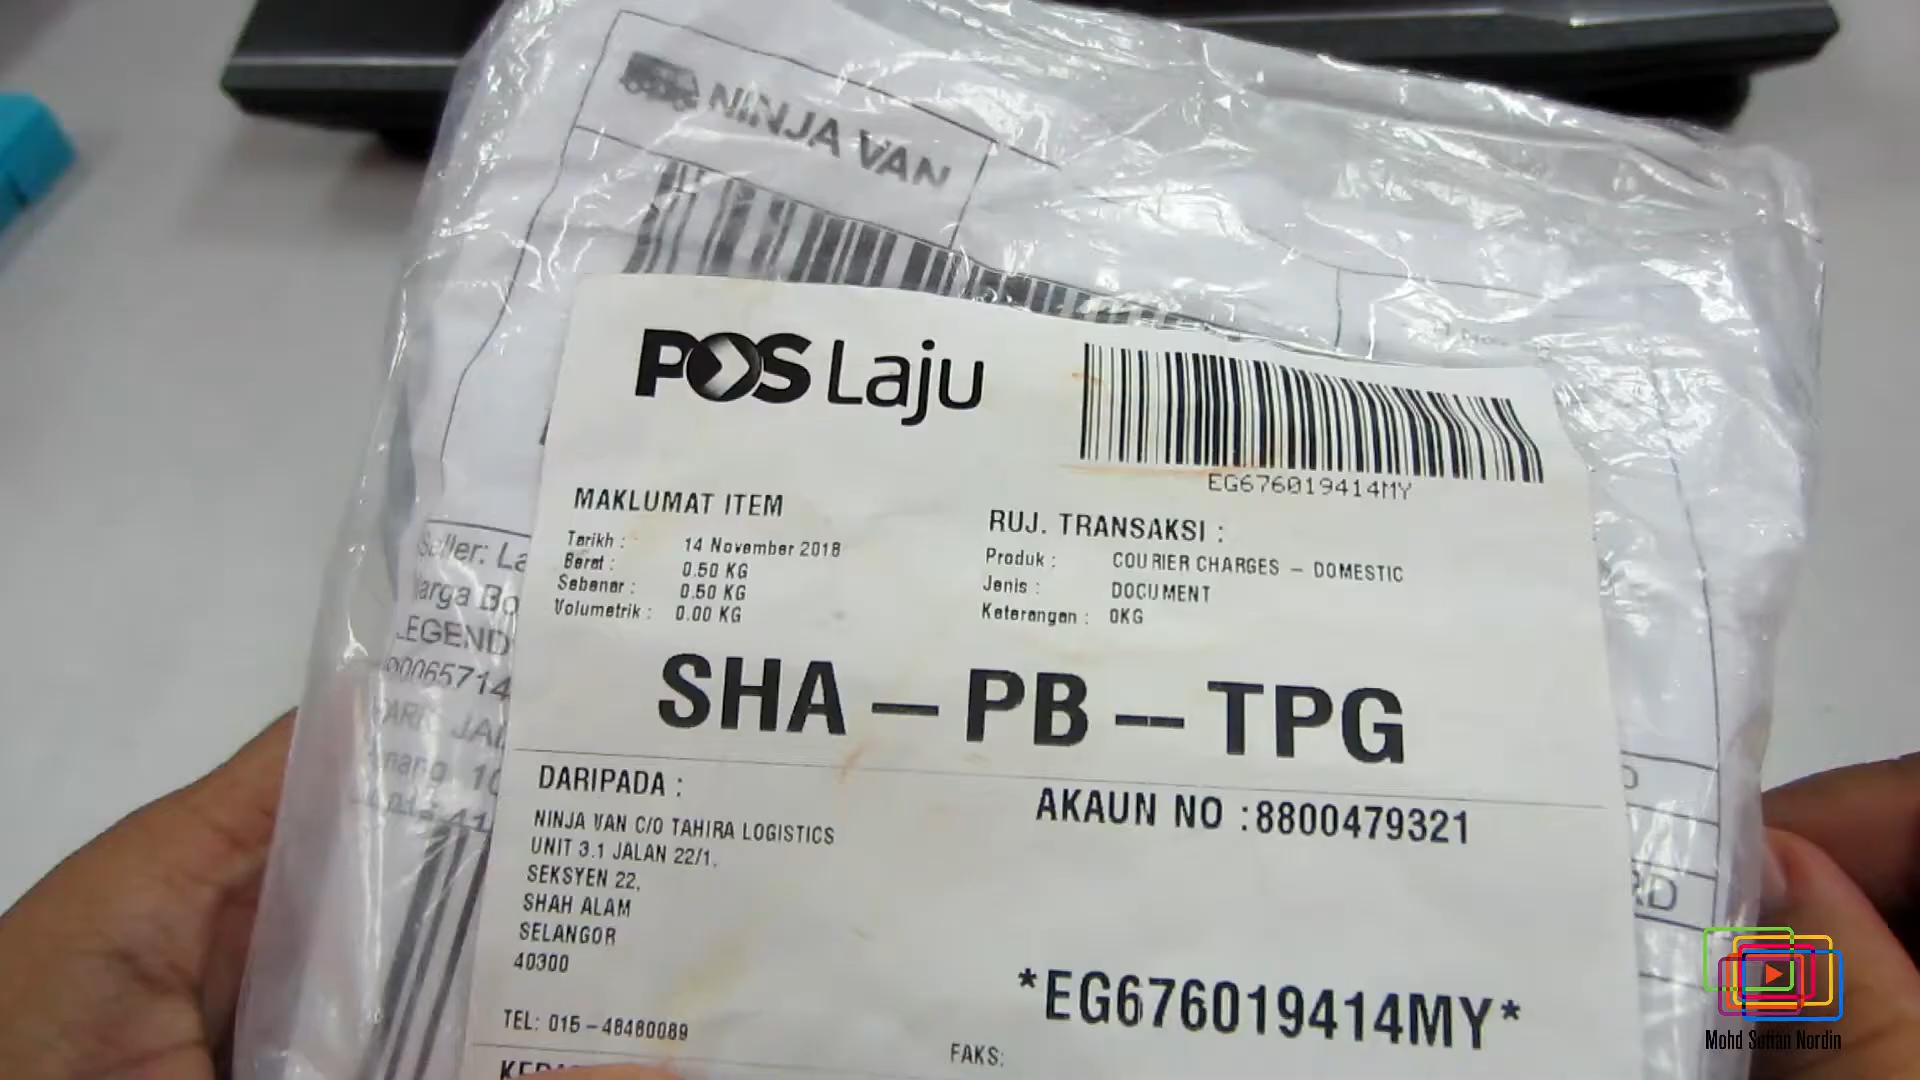 NINJA VAN
POS Laju
EG676019414MY
MAKLUMAT ITEM
Tarikh : 14 November 2018
Berat : 0.50 KG
Sebenar : 0.50 KG
Volumetrik : 0.00 KG
RUJ. TRANSAKSI :
Produk : COURIER CHARGES – DOMESTIC
Jenis : DOCUMENT
Keterangan : 0KG
Seller:
LEGEND
SHA – PB – TPG
DARIPADA :
AKAUN NO :8800479321
NINJA VAN C/O TAHIRA LOGISTICS
UNIT 3.1 JALAN 22/1,
SEKSYEN 22,
SHAH ALAM
SELANGOR
40300
*EG676019414MY*
TEL: 015 – 48480089
FAKS:
Mohd Soffian Nordin